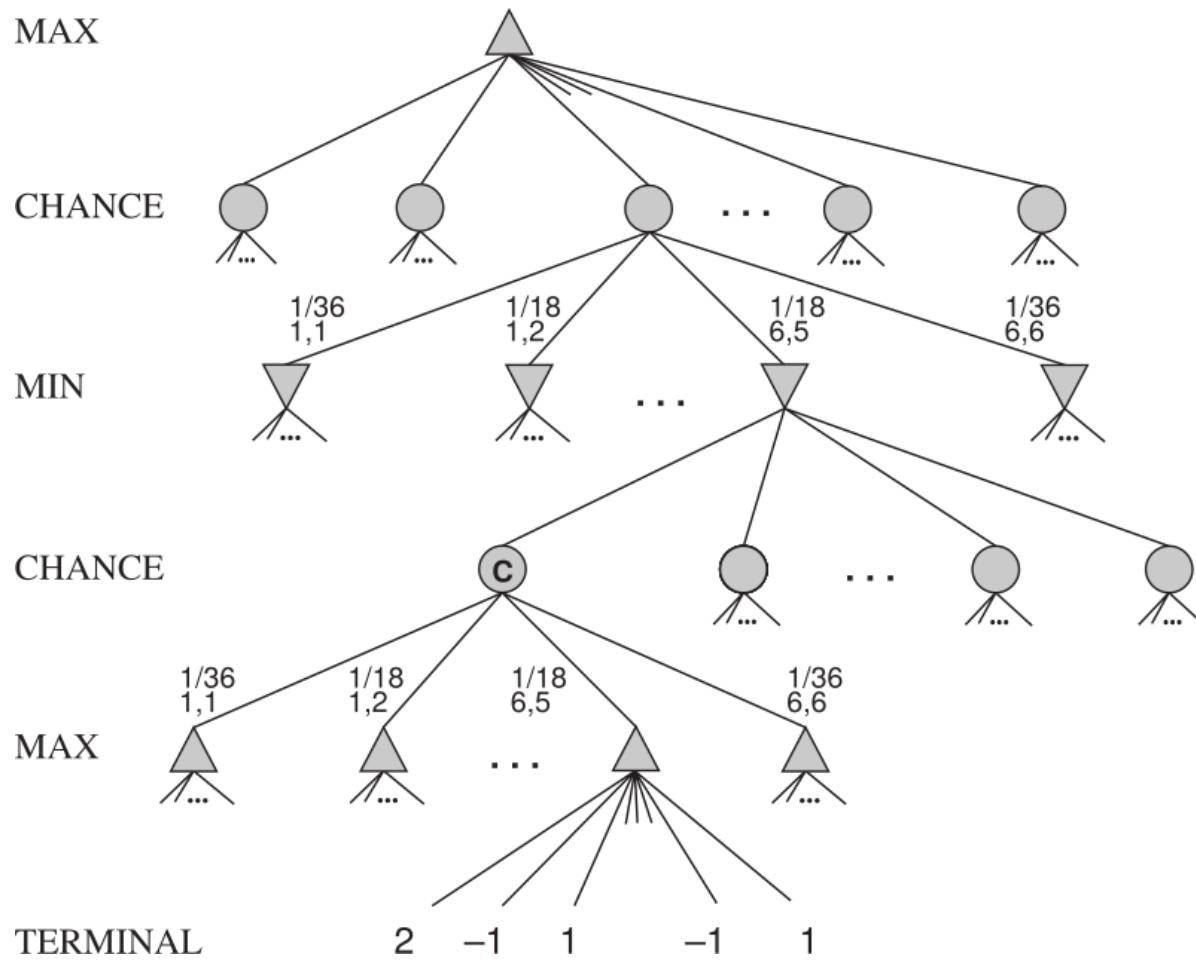 MAX
CHANCE
...
... ... ... ...
1/36 1/18 1/18 1/36
1,1 1,2 6,5 6,6
MIN
...
... ... ...
CHANCE
C
...
... ... ...
1/36 1/18 1/18 1/36
1,1 1,2 6,5 6,6
MAX
...
... ... ...
TERMINAL 2 –1 1 –1 1